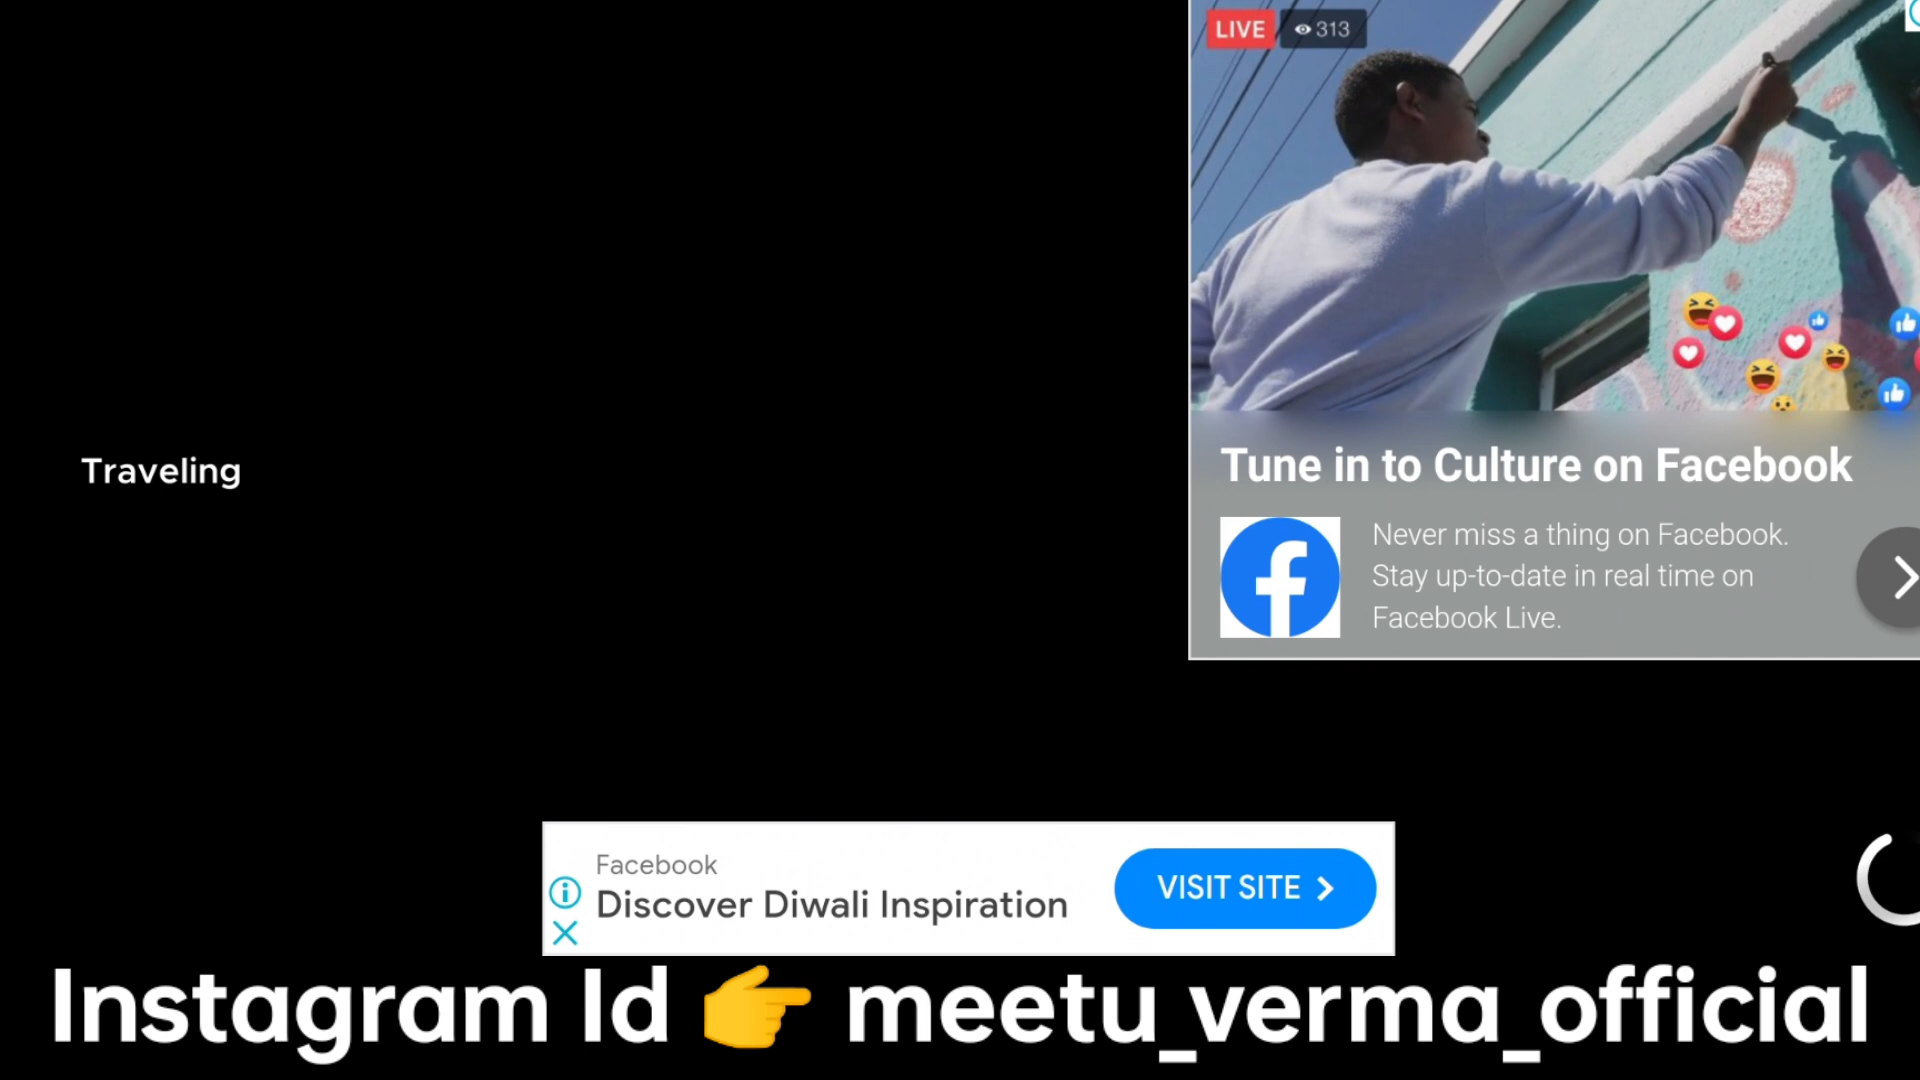 LIVE
313
Traveling
Tune in to Culture on Facebook
Never miss a thing on Facebook.
Stay up-to-date in real time on
Facebook Live.
Facebook
Discover Diwali Inspiration
VISIT SITE
Instagram Id 👉 meetu_verma_official